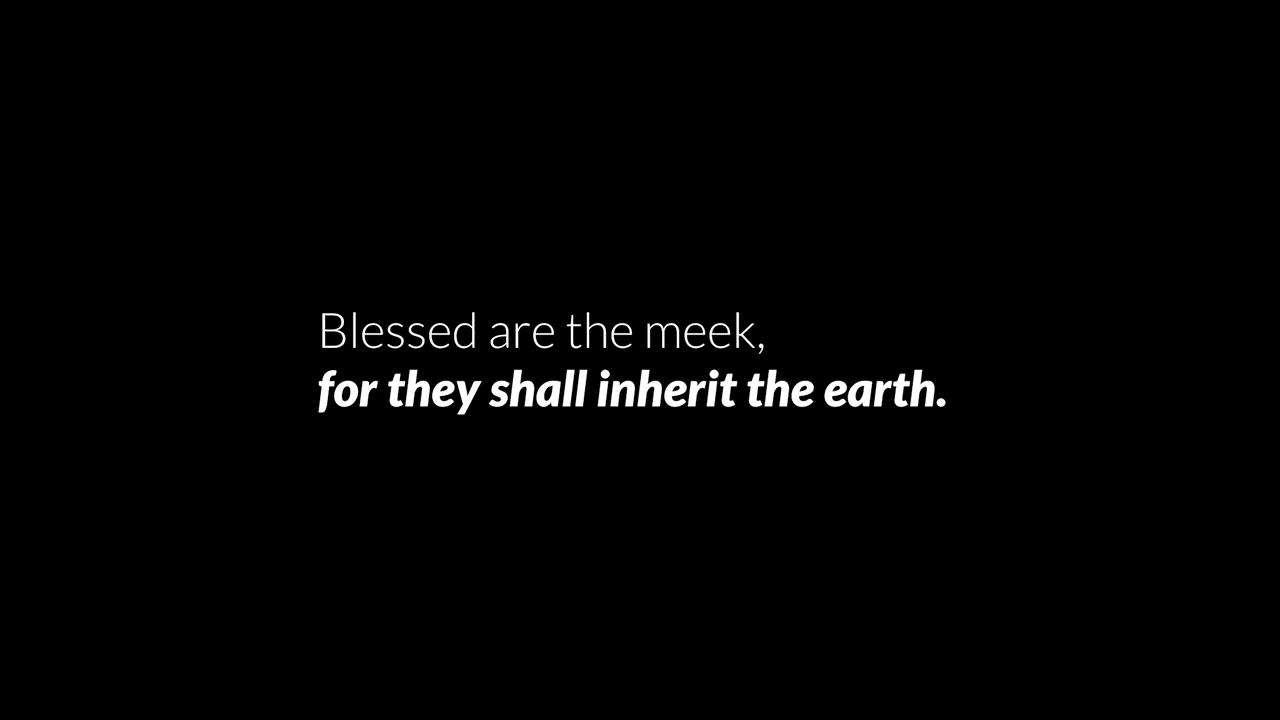 Blessed are the meek,
for they shall inherit the earth.